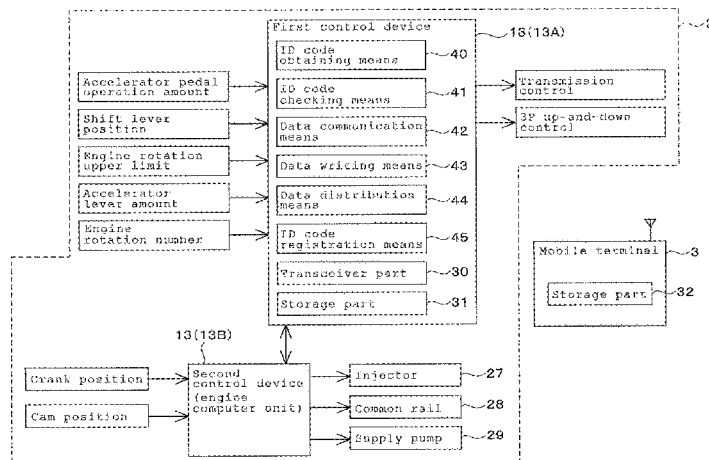 First control device
13(13A)
ID code
obtaining means
40
ID code
checking means
41
Data communication
means
42
Data writing means
43
Data distribution
means
44
ID code
registration means
45
Transceiver part
30
Storage part
31
Accelerator pedal
operation amount
Shift lever
position
Engine rotation
upper limit
Accelerator
lever amount
Engine
rotation number
Transmission
control
3P up-and-down
control
Mobile terminal
3
Storage part
32
13(13B)
Second
control device
(engine
computer unit)
Crank position
Cam position
Injector
27
Common rail
28
Supply pump
29